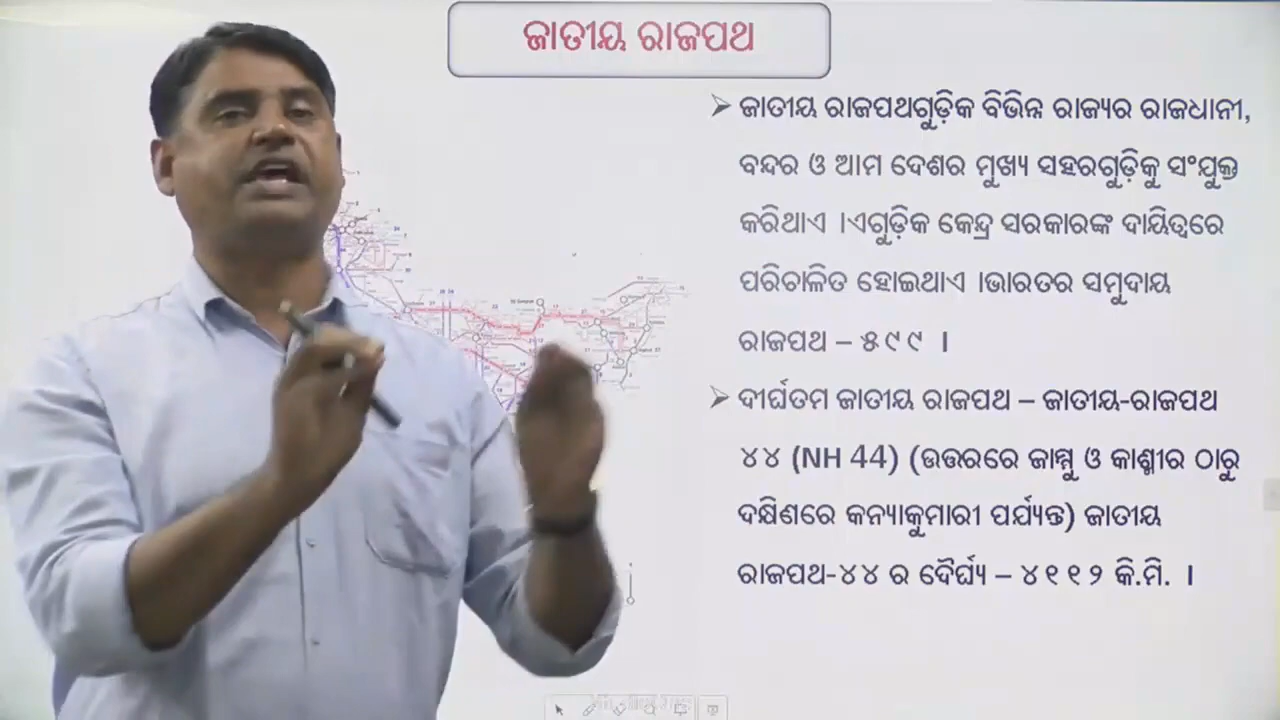 ଜାତୀୟ ରାଜପଥ
➢ ଜାତୀୟ ରାଜପଥଗୁଡ଼ିକ ବିଭିନ୍ନ ରାଜ୍ୟର ରାଜଧାନୀ,
ବନ୍ଦର ଓ ଆମ ଦେଶର ମୁଖ୍ୟ ସହରଗୁଡ଼ିକୁ ସଂଯୁକ୍ତ
କରିଥାଏ ।ଏଗୁଡ଼ିକ କେନ୍ଦ୍ର ସରକାରଙ୍କ ଦାୟିତ୍ଵରେ
ପରିଚାଳିତ ହୋଇଥାଏ ।ଭାରତର ସମୁଦାୟ
ରାଜପଥ – ୫୯୯ ।
➢ ଦୀର୍ଘତମ ଜାତୀୟ ରାଜପଥ – ଜାତୀୟ-ରାଜପଥ
୪୪ (NH 44) (ଉତ୍ତରରେ ଜାମ୍ମୁ ଓ କାଶ୍ମୀର ଠାରୁ
ଦକ୍ଷିଣରେ କନ୍ୟାକୁମାରୀ ପର୍ଯ୍ୟନ୍ତ) ଜାତୀୟ
ରାଜପଥ-୪୪ ର ଦୈର୍ଘ୍ୟ – ୪୧୧୨ କି.ମି. ।